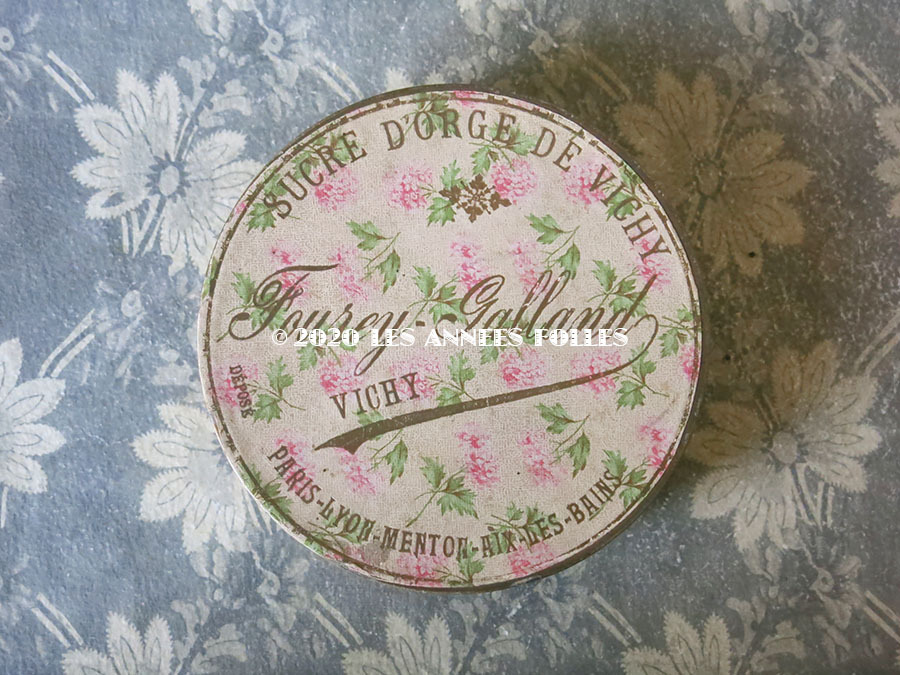 SUCRE D'ORGE DE VICHY
Fourey-Galland
© 2020 LES ANNEES FOLLES
VICHY
DÉPOSÉ
PARIS-LYON-MENTON-AIX-LES-BAINS